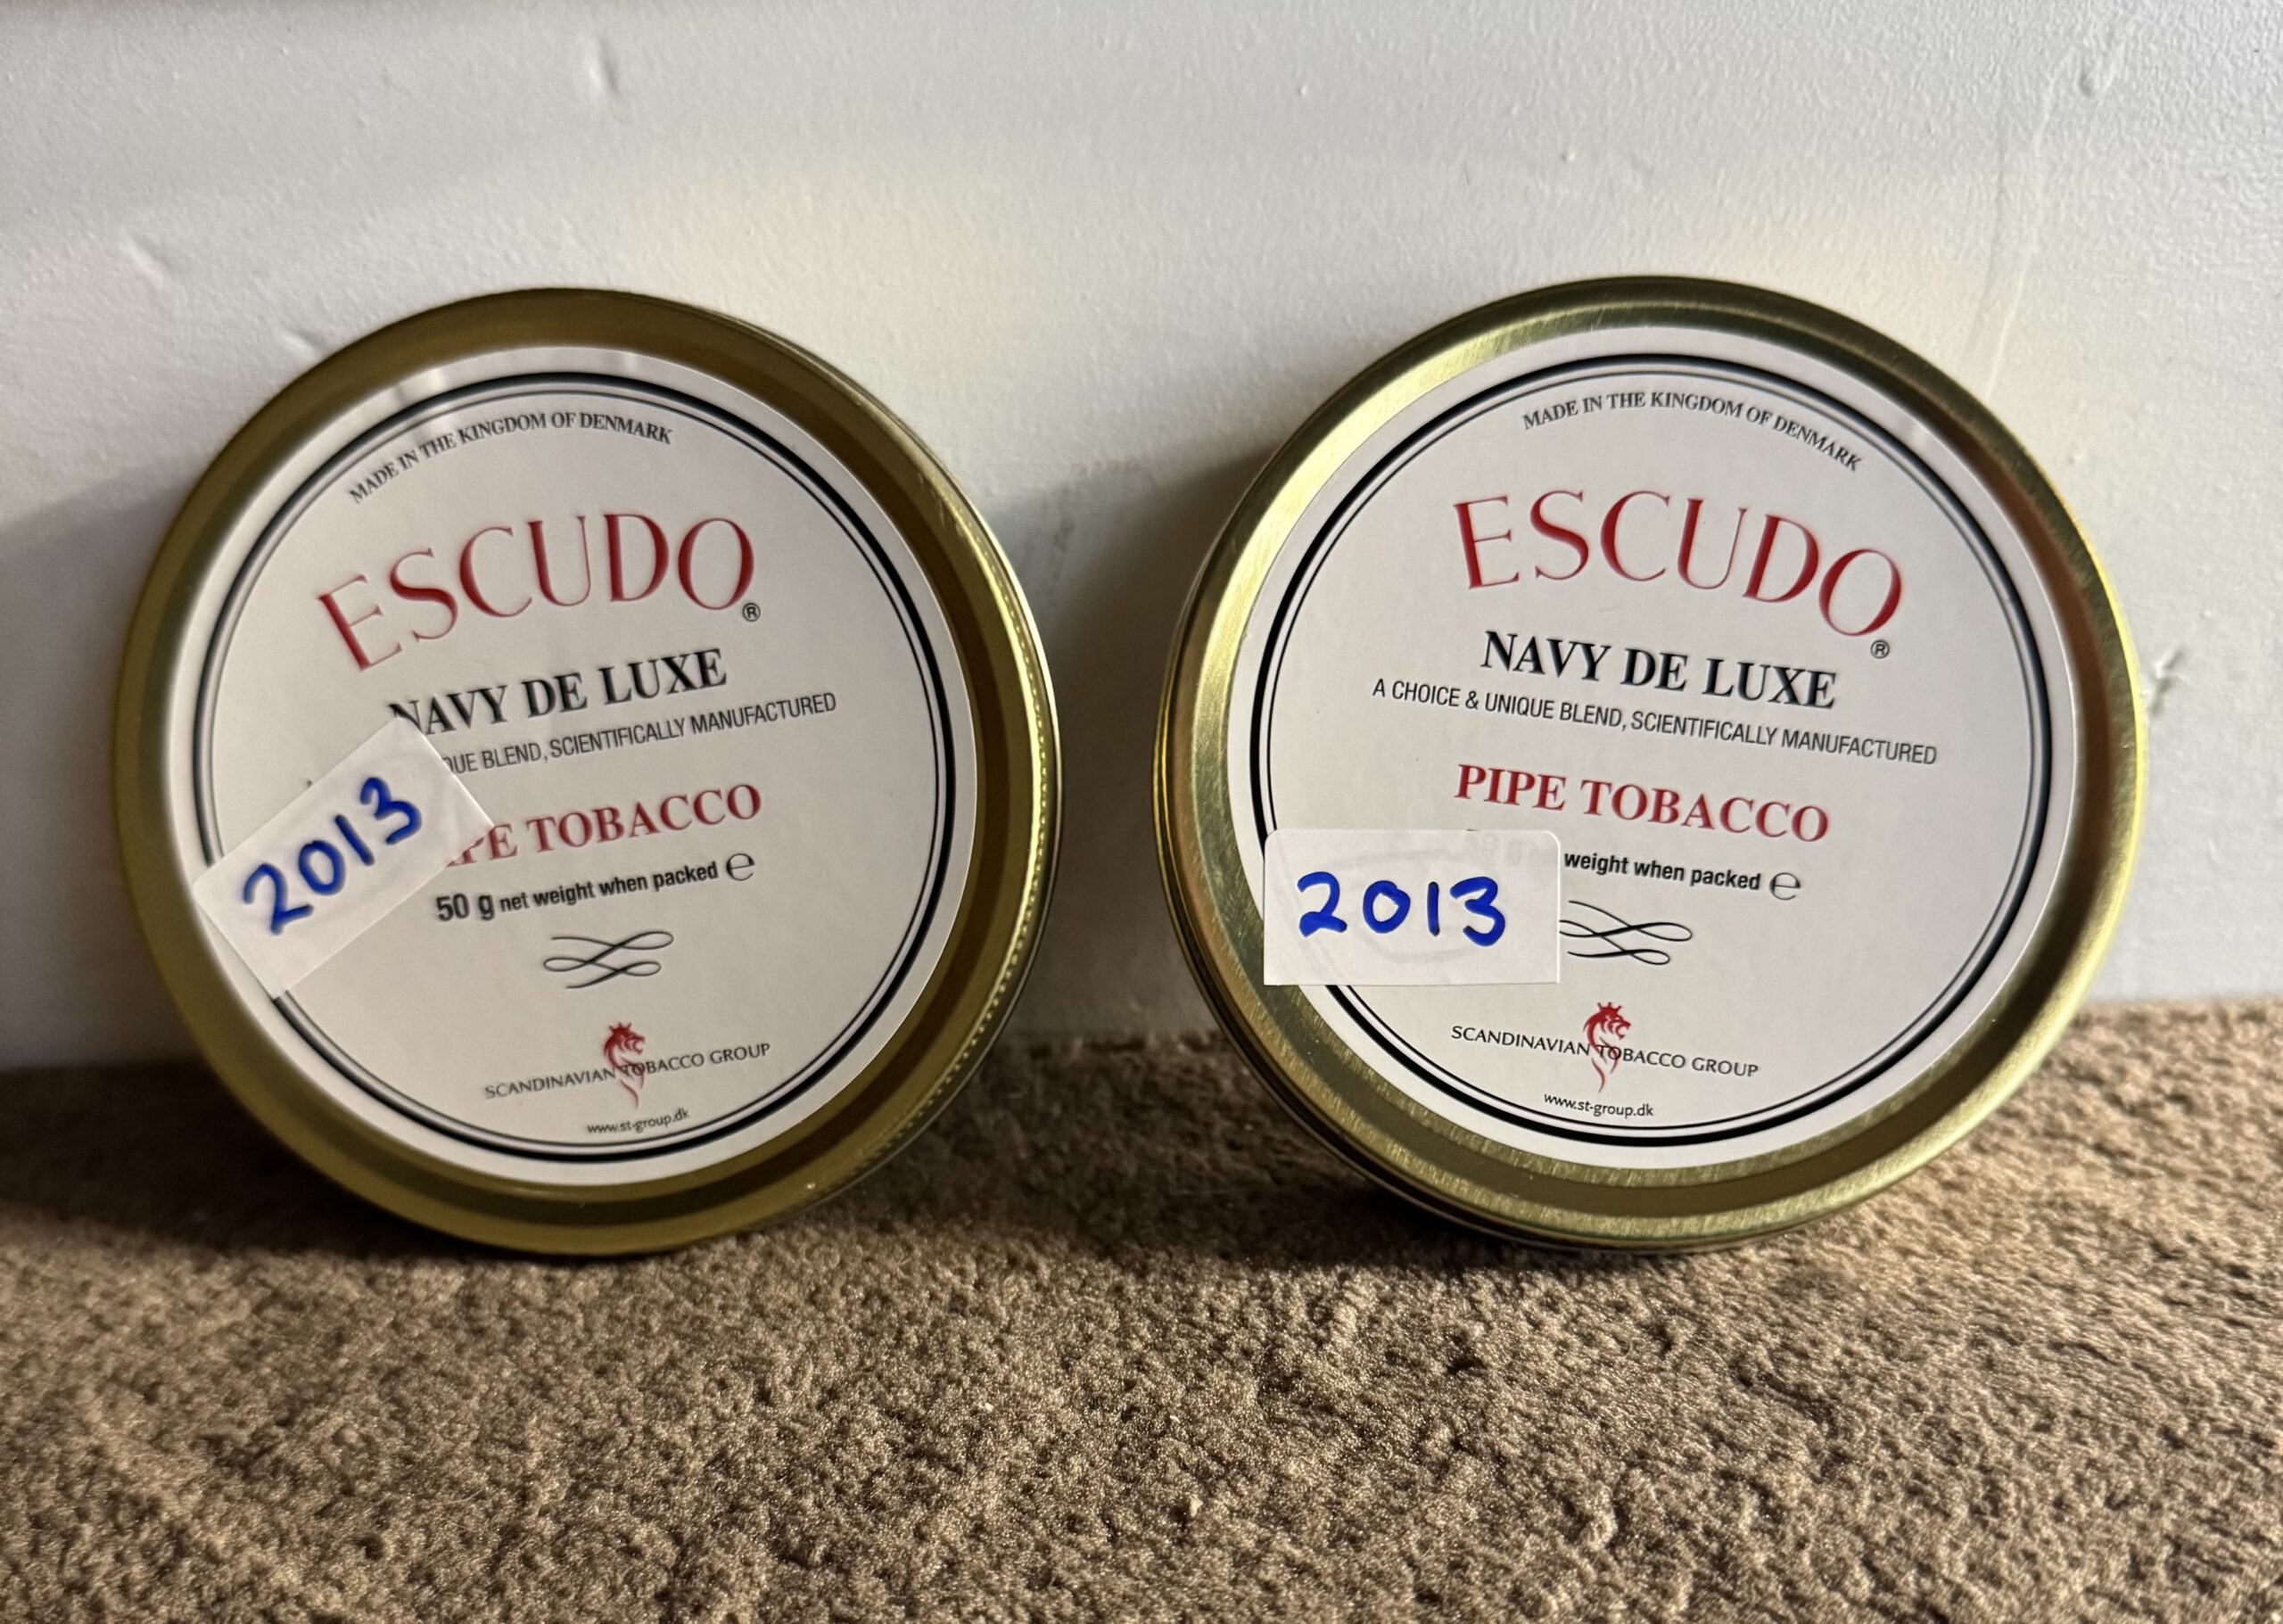 MADE IN THE KINGDOM OF DENMARK
ESCUDO®
NAVY DE LUXE
BLEND, SCIENTIFICALLY MANUFACTURED
TOBACCO
50 g net weight when packed ℮
2013
SCANDINAVIAN TOBACCO GROUP
www.st-group.dk
MADE IN THE KINGDOM OF DENMARK
ESCUDO®
NAVY DE LUXE
A CHOICE & UNIQUE BLEND, SCIENTIFICALLY MANUFACTURED
PIPE TOBACCO
weight when packed ℮
2013
SCANDINAVIAN TOBACCO GROUP
www.st-group.dk